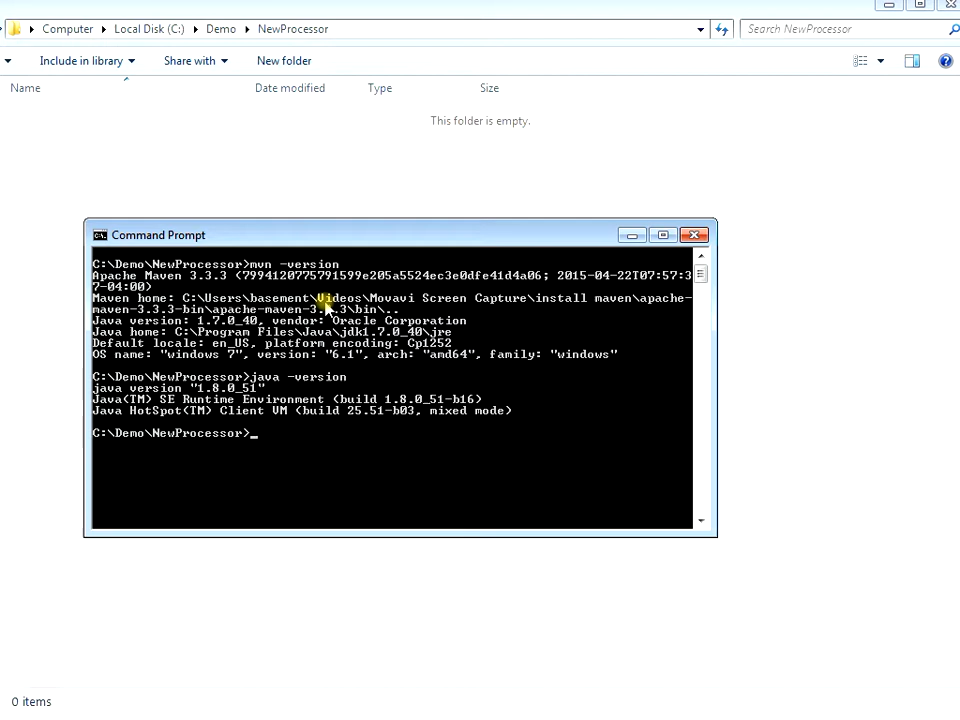 Computer Local Disk (C:) Demo NewProcessor Search NewProcessor
Include in library Share with New folder
Name Date modified Type Size
This folder is empty.
Command Prompt
C:\Demo\NewProcessor>mvn -version
Apache Maven 3.3.3 (7994120775791599e205a5524ec3e0dfe41d4a06; 2015-04-22T07:57:3
7-04:00)
Maven home: C:\Users\basement\Videos\Movavi Screen Capture\install maven\apache-
maven-3.3.3-bin\apache-maven-3.3.3\bin\..
Java version: 1.7.0_40, vendor: Oracle Corporation
Java home: C:\Program Files\Java\jdk1.7.0_40\jre
Default locale: en_US, platform encoding: Cp1252
OS name: "windows 7", version: "6.1", arch: "amd64", family: "windows"
C:\Demo\NewProcessor>java -version
java version "1.8.0_51"
Java(TM) SE Runtime Environment (build 1.8.0_51-b16)
Java HotSpot(TM) Client VM (build 25.51-b03, mixed mode)
C:\Demo\NewProcessor>_
0 items